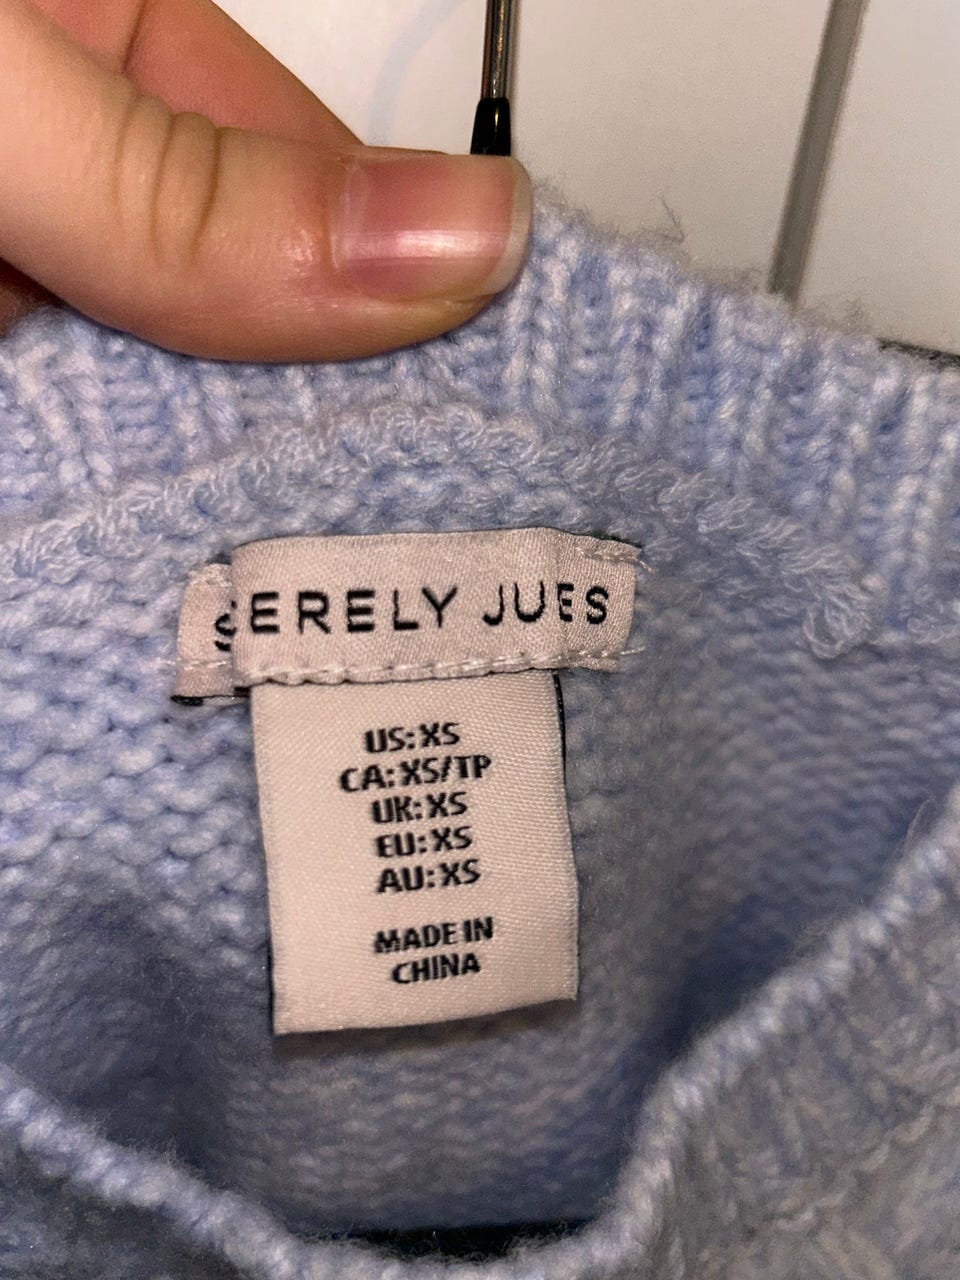 SERELY JUES
US: XS
CA: XS/TP
UK: XS
EU: XS
AU: XS
MADE IN
CHINA